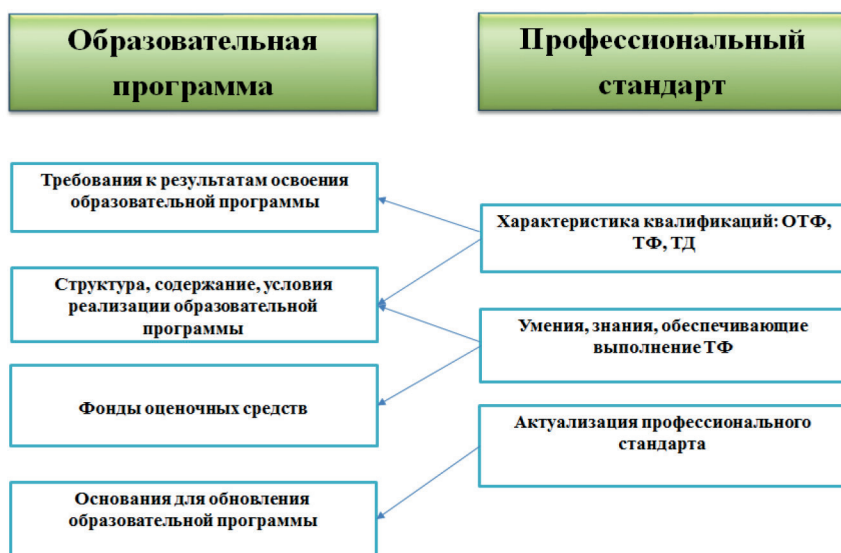 Образовательная
программа
Профессиональный
стандарт
Требования к результатам освоения
образовательной программы
Структура, содержание, условия
реализации образовательной
программы
Фонды оценочных средств
Основания для обновления
образовательной программы
Характеристика квалификаций: ОТФ,
ТФ, ТД
Умения, знания, обеспечивающие
выполнение ТФ
Актуализация профессионального
стандарта